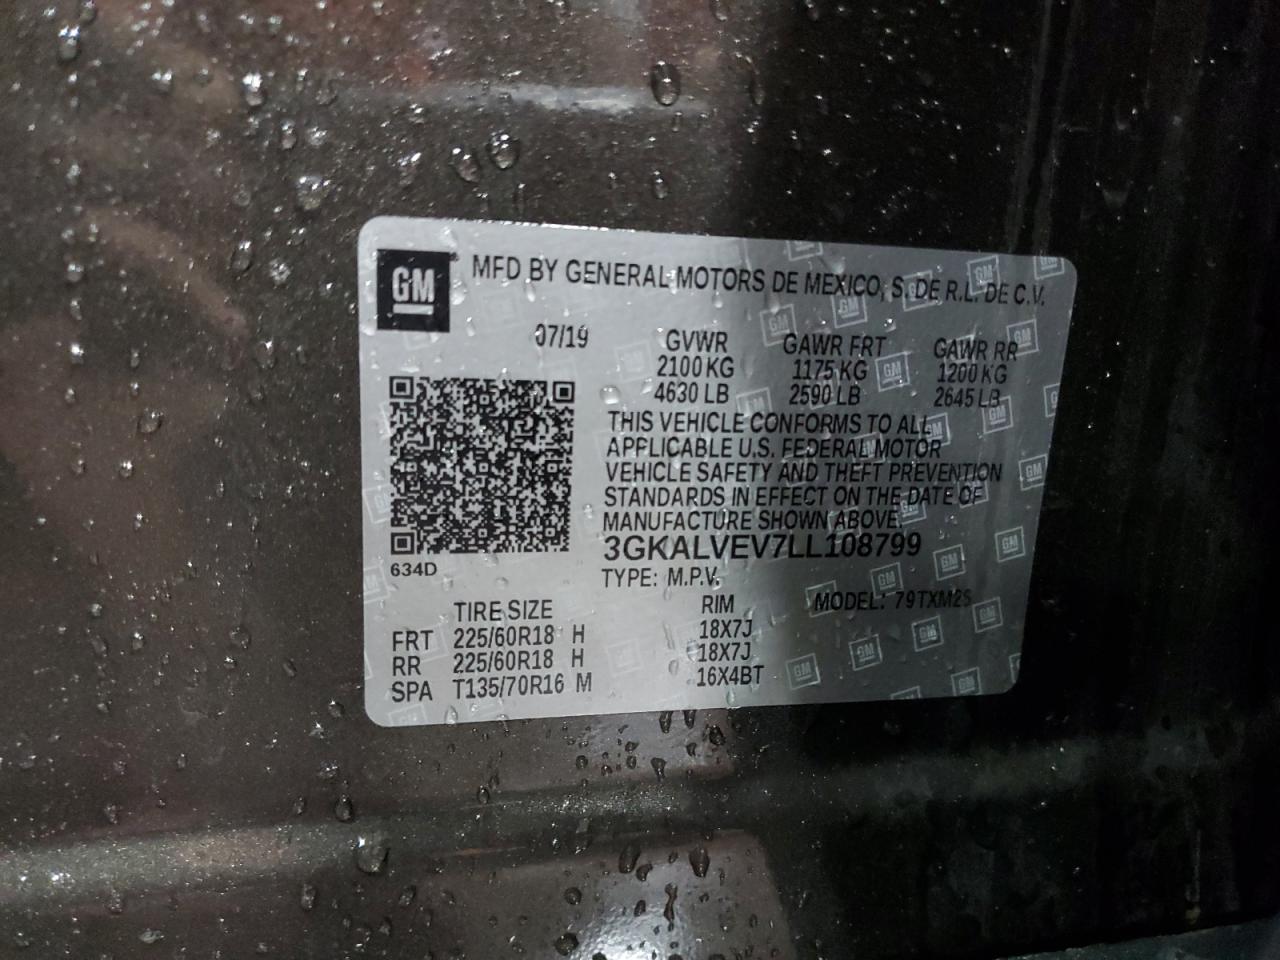 GM
MFD BY GENERAL MOTORS DE MEXICO, S. DE R.L. DE C.V.
07/19 GVWR GAWR FRT GAWR RR
2100 KG 1175 KG 1200 KG
4630 LB 2590 LB 2645 LB
THIS VEHICLE CONFORMS TO ALL
APPLICABLE U.S. FEDERAL MOTOR
VEHICLE SAFETY AND THEFT PREVENTION
STANDARDS IN EFFECT ON THE DATE OF
MANUFACTURE SHOWN ABOVE.
3GKALVEV7LL108799
634D
TYPE: M.P.V.
TIRE SIZE RIM MODEL: 79TXM26
FRT 225/60R18 H 18X7J
RR 225/60R18 H 18X7J
SPA T135/70R16 M 16X4BT